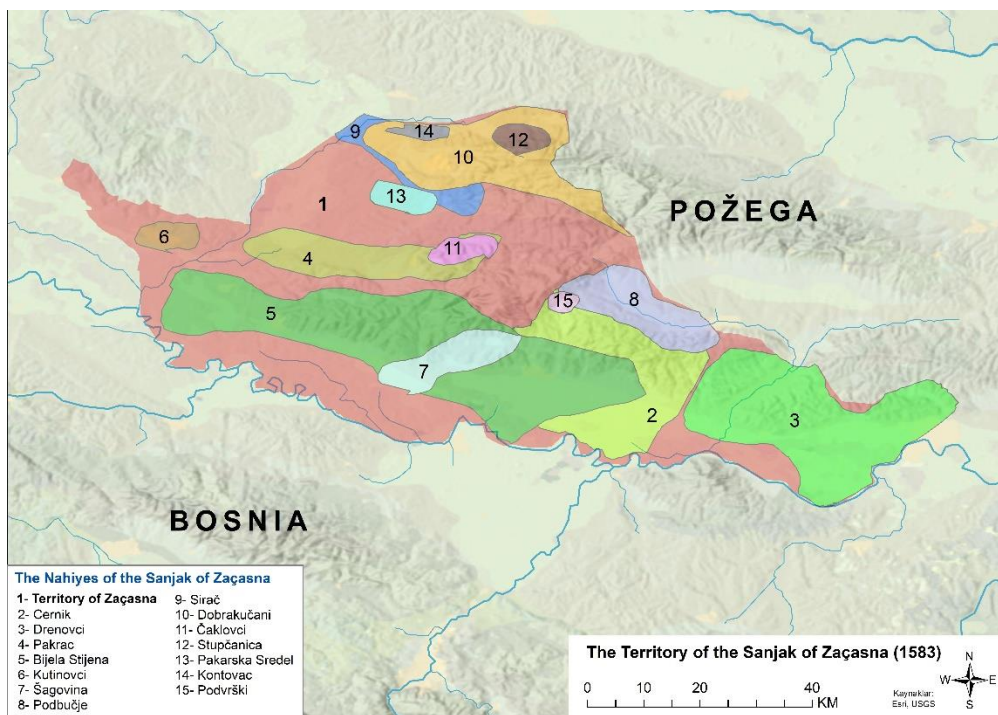 9
14
12
10
13
1
POŽEGA
6
11
4
8
15
5
7
2
3
BOSNIA
The Nahiyes of the Sanjak of Zaçasna
1- Territory of Zaçasna
2- Cernik
3- Drenovci
4- Pakrac
5- Bijela Stijena
6- Kutinovci
7- Šagovina
8- Podbučje
9- Sirač
10- Dobrakučani
11- Čaklovci
12- Stupčanica
13- Pakarska Sredel
14- Kontovac
15- Podvrški
The Territory of the Sanjak of Zaçasna (1583)
0 10 20 40
KM
Kaynaklar:
Esri, USGS
N
W E
S